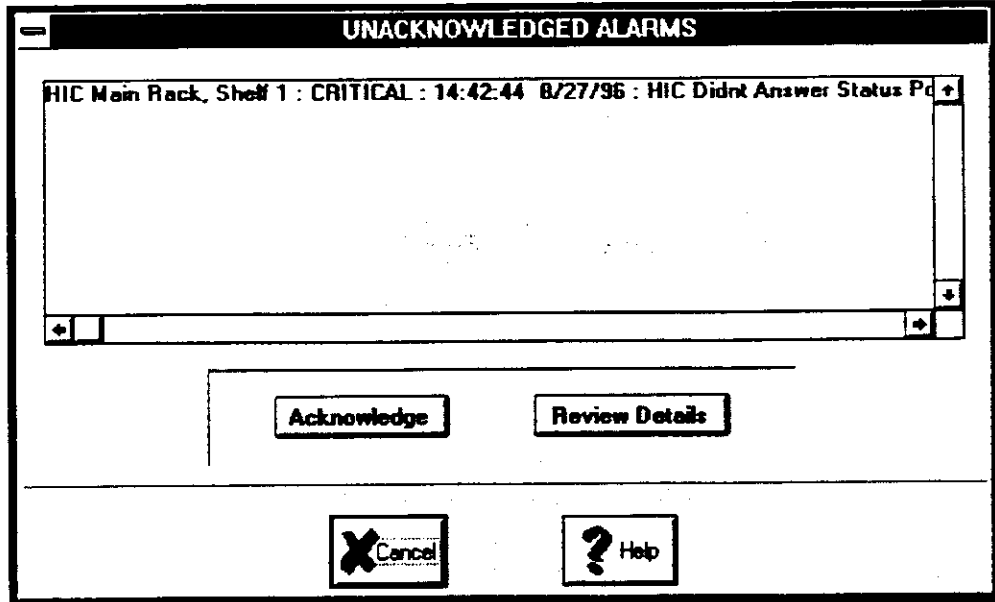 UNACKNOWLEDGED ALARMS
HIC Main Rack, Shelf 1 : CRITICAL : 14:42:44 8/27/96 : HIC Didnt Answer Status Po
Acknowledge Review Details
Cancel Help